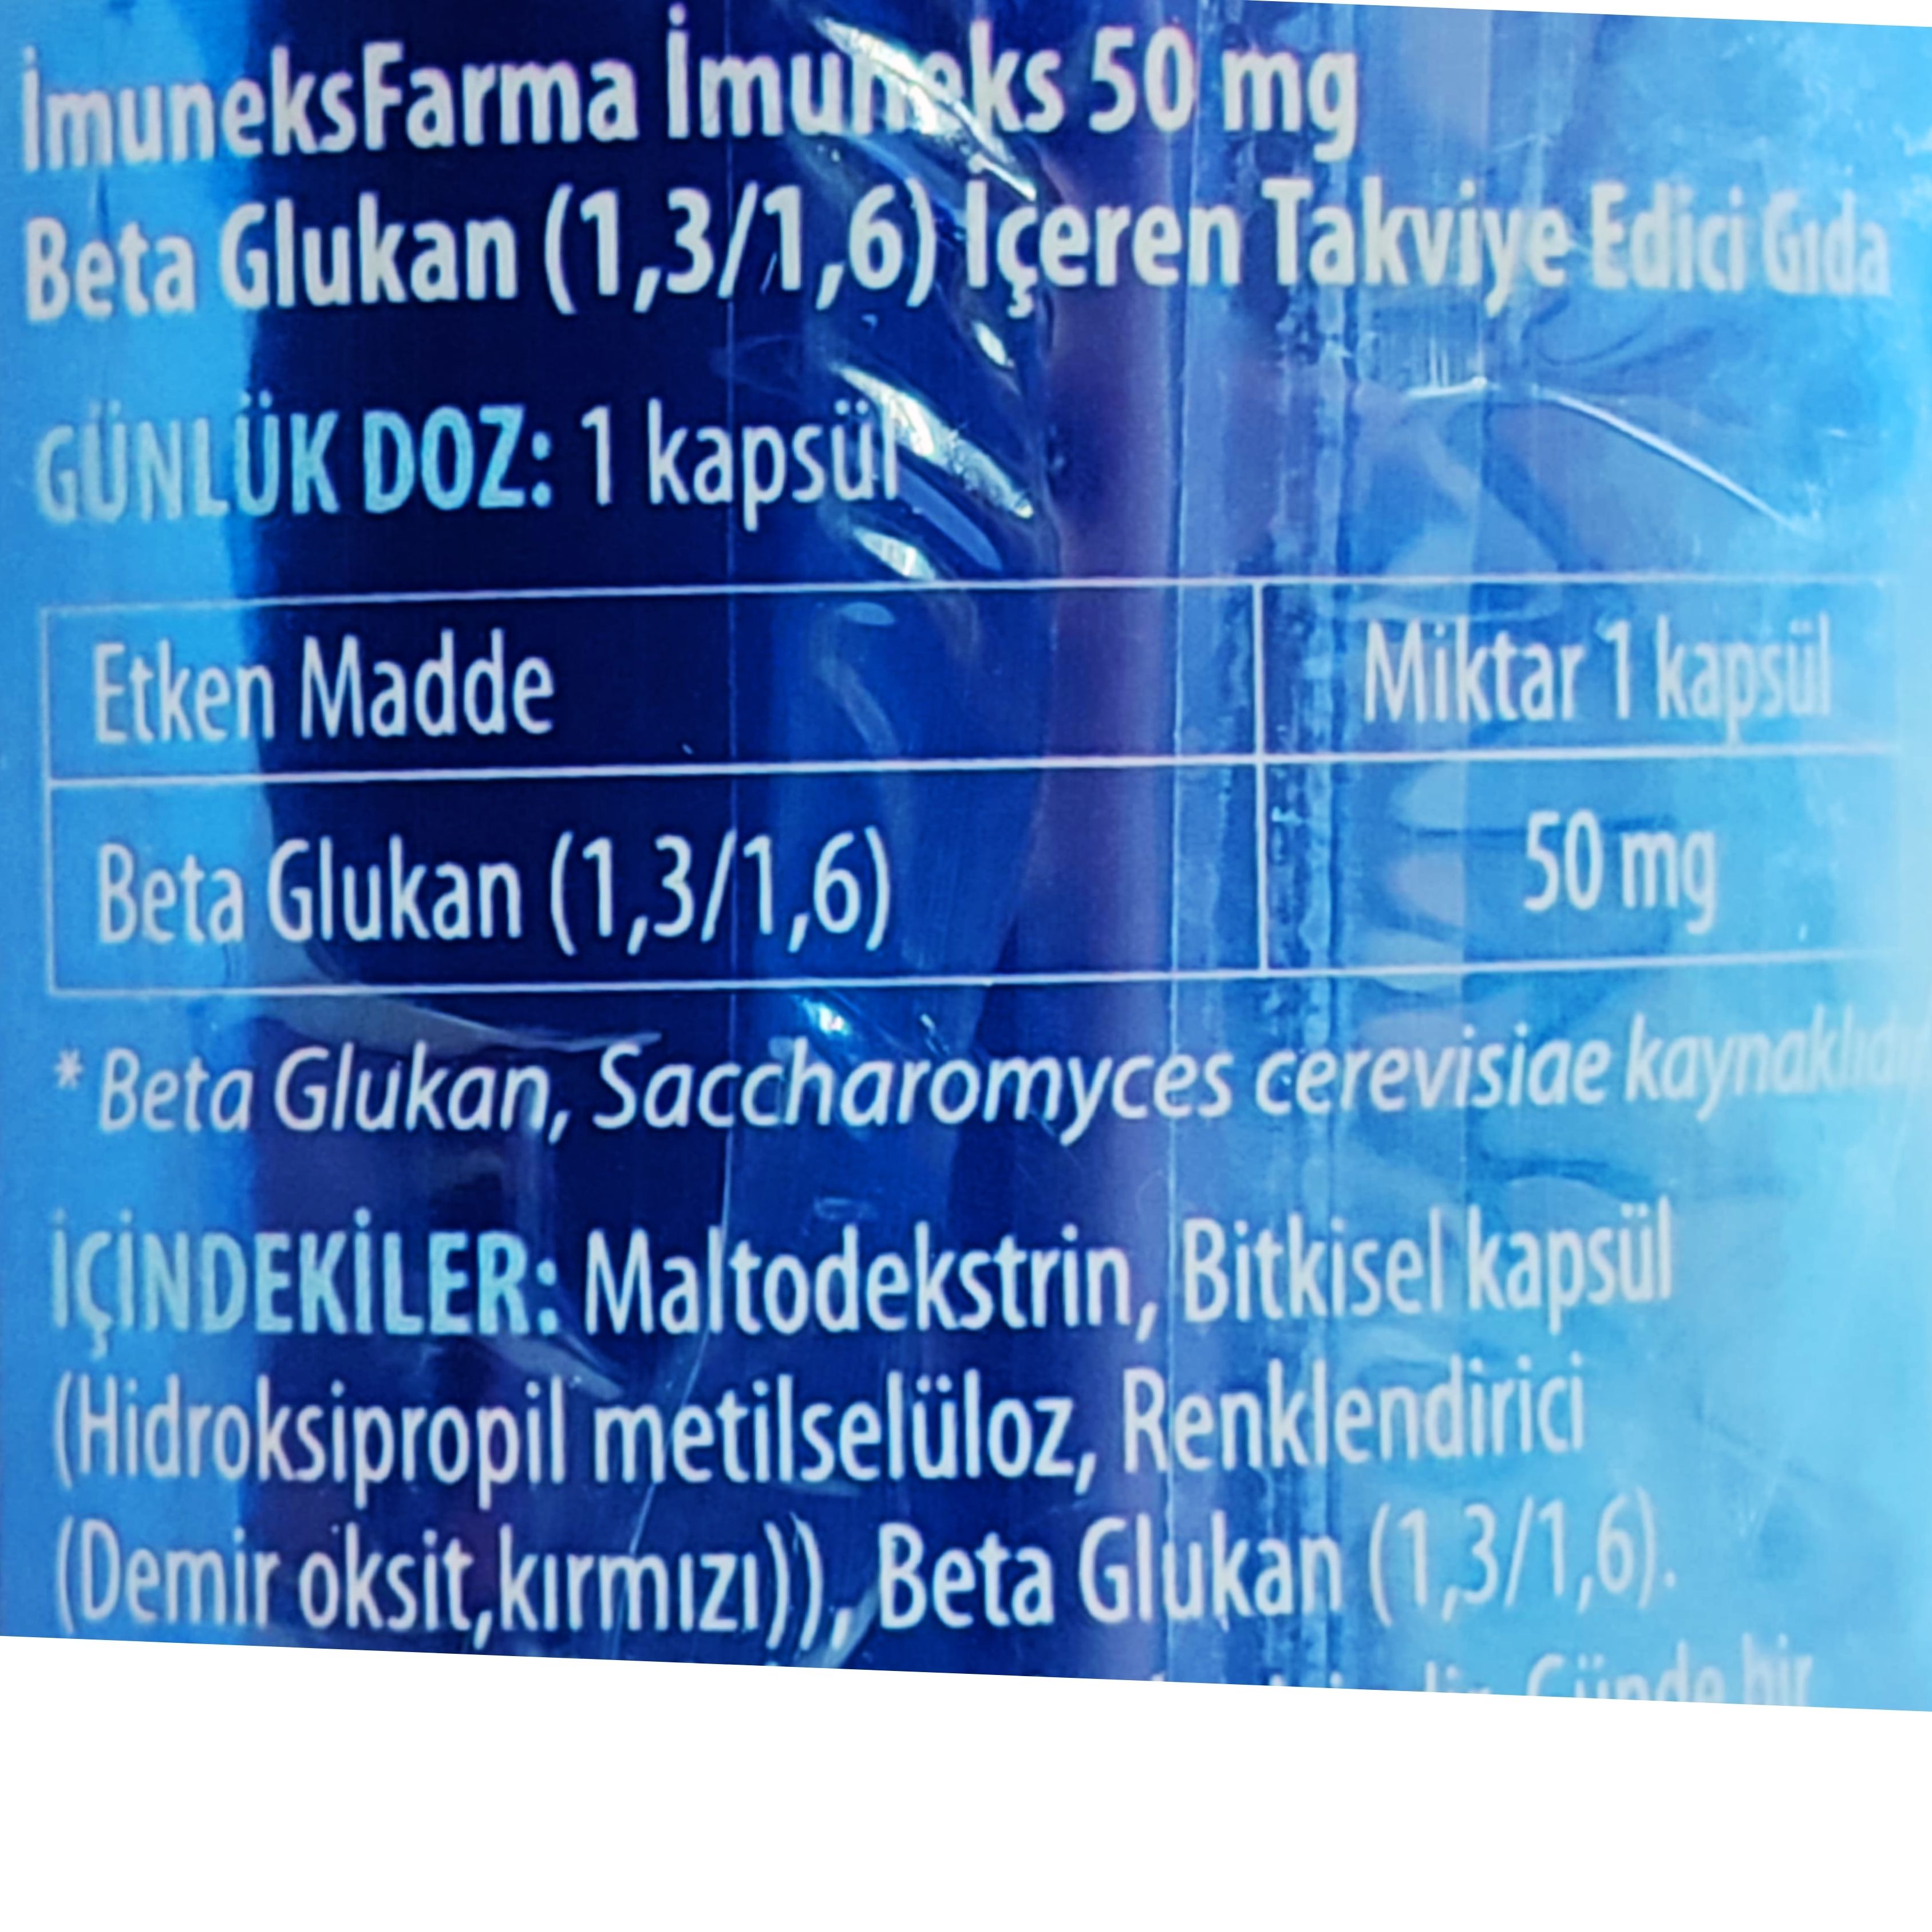 İmuneksFarma İmuneks 50 mg
Beta Glukan (1,3/1,6) İçeren Takviye Edici Gıda
GÜNLÜK DOZ: 1 kapsül
Etken Madde Miktar 1 kapsül
Beta Glukan (1,3/1,6) 50 mg
* Beta Glukan, Saccharomyces cerevisiae
İÇİNDEKİLER: Maltodekstrin, Bitkisel kapsül
(Hidroksipropil metilselüloz, Renklendirici
(Demir oksit,kırmızı)), Beta Glukan (1,3/1,6).
Günde bir